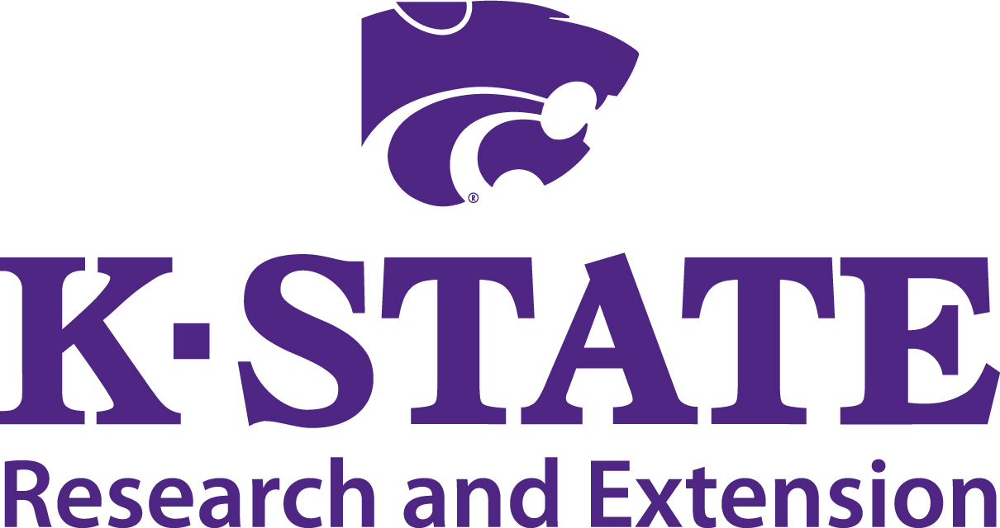 ®
K·STATE
Research and Extension